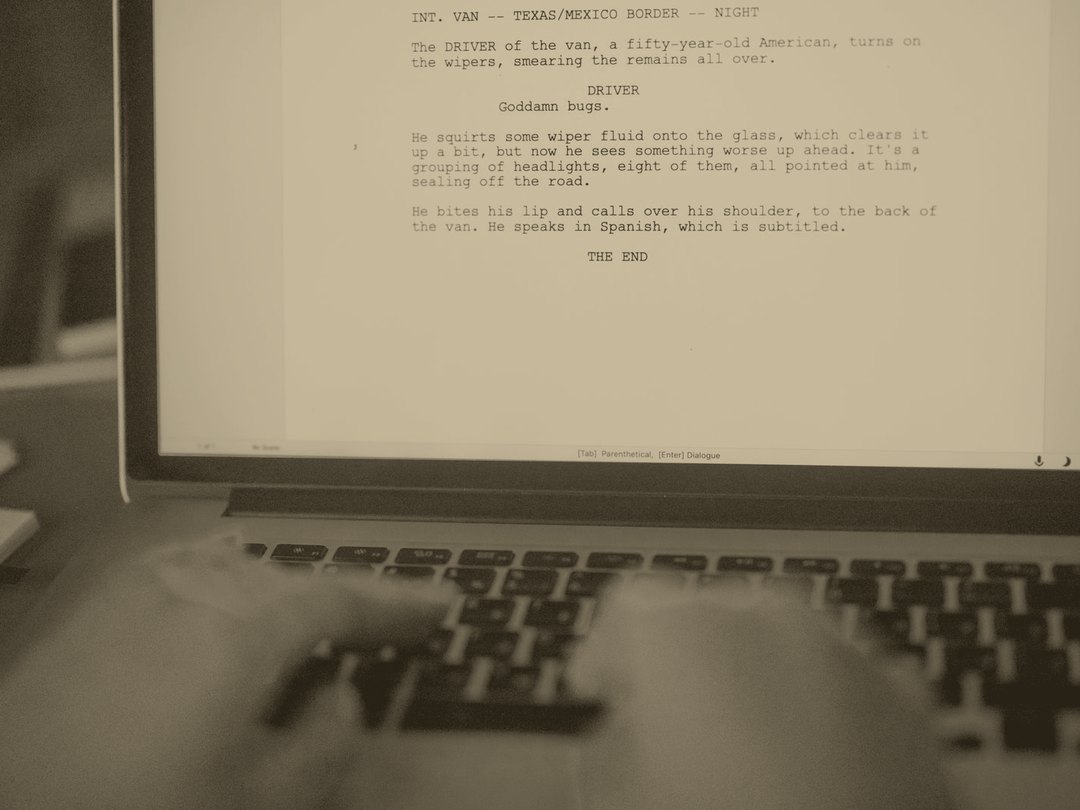 INT. VAN -- TEXAS/MEXICO BORDER -- NIGHT
The DRIVER of the van, a fifty-year-old American, turns on
the wipers, smearing the remains all over.
DRIVER
Goddamn bugs.
He squirts some wiper fluid onto the glass, which clears it
up a bit, but now he sees something worse up ahead. It's a
grouping of headlights, eight of them, all pointed at him,
sealing off the road.
He bites his lip and calls over his shoulder, to the back of
the van. He speaks in Spanish, which is subtitled.
THE END
[Tab] Parenthetical, [Enter] Dialogue